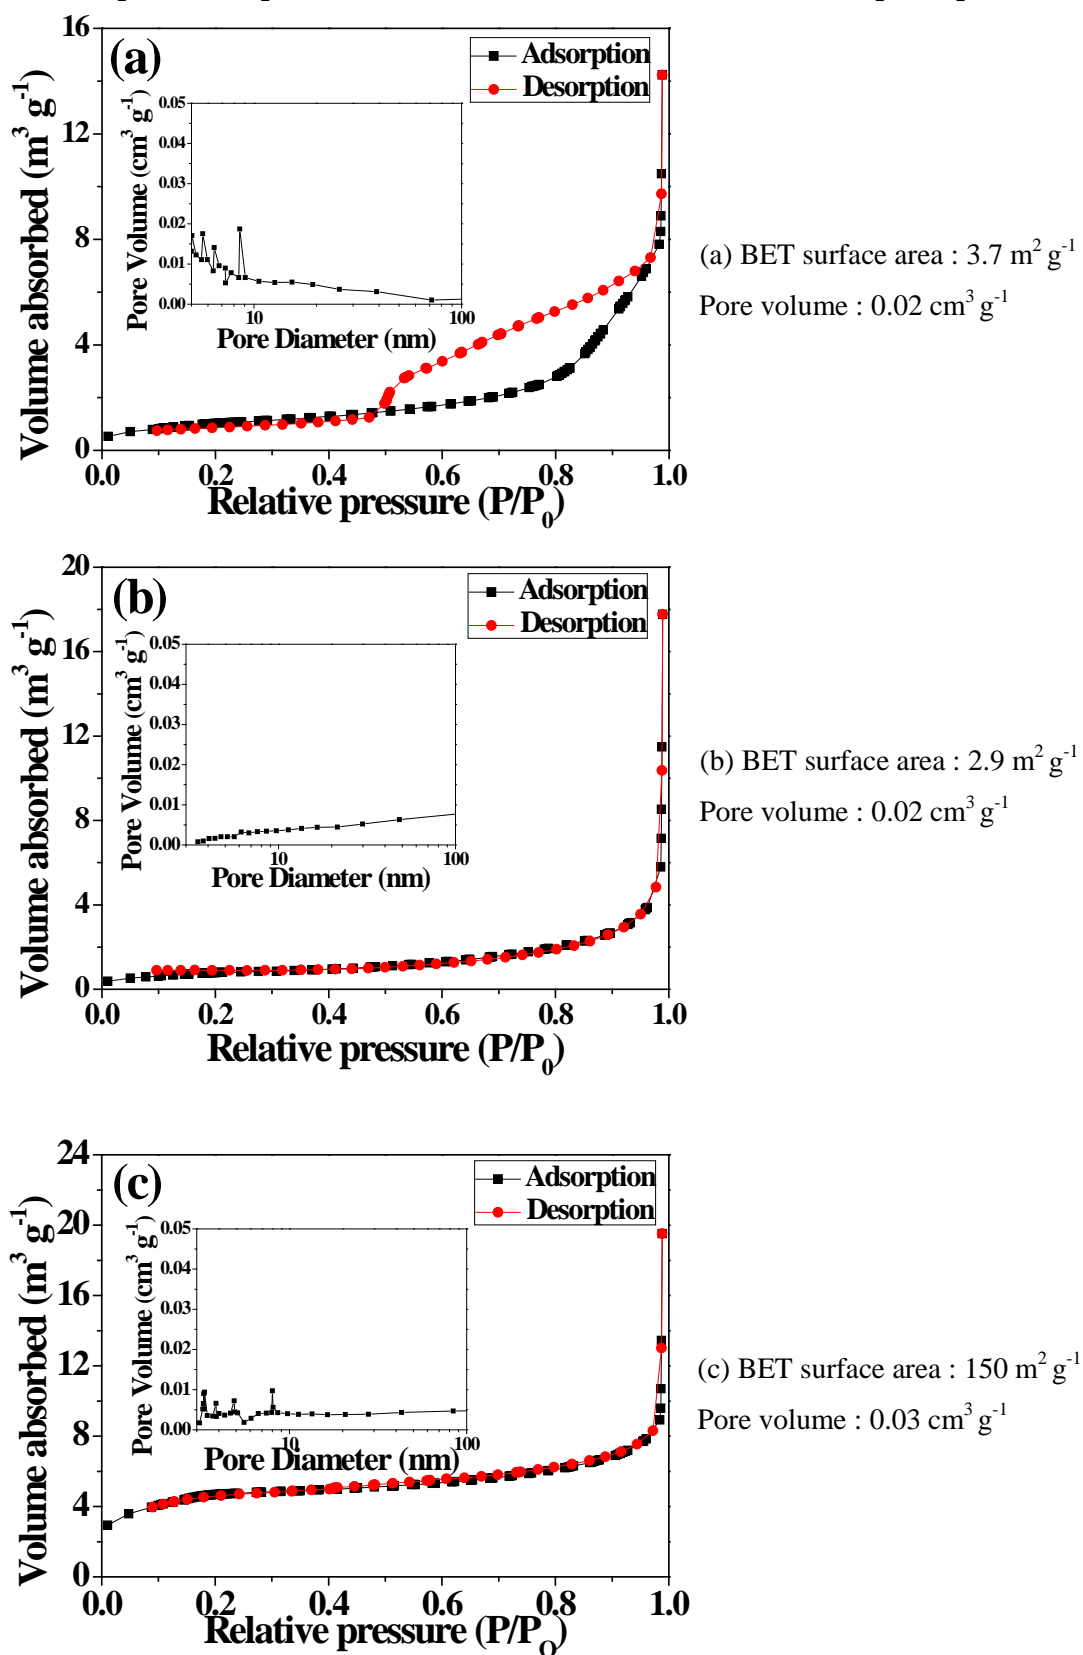 (a)
Adsorption
Desorption
Volume absorbed (m³ g⁻¹)
16
12
8
4
0
0.0 0.2 0.4 0.6 0.8 1.0
Relative pressure (P/P₀)
Pore Volume (cm³ g⁻¹)
0.05
0.04
0.03
0.02
0.01
0.00
10 100
Pore Diameter (nm)
(a) BET surface area : 3.7 m² g⁻¹
Pore volume : 0.02 cm³ g⁻¹
(b)
Adsorption
Desorption
Volume absorbed (m³ g⁻¹)
20
16
12
8
4
0
0.0 0.2 0.4 0.6 0.8 1.0
Relative pressure (P/P₀)
Pore Volume (cm³ g⁻¹)
0.05
0.04
0.03
0.02
0.01
0.00
10 100
Pore Diameter (nm)
(b) BET surface area : 2.9 m² g⁻¹
Pore volume : 0.02 cm³ g⁻¹
(c)
Adsorption
Desorption
Volume absorbed (m³ g⁻¹)
24
20
16
12
8
4
0
0.0 0.2 0.4 0.6 0.8 1.0
Relative pressure (P/P_O)
Pore Volume (cm³ g⁻¹)
0.05
0.04
0.03
0.02
0.01
0.00
10 100
Pore Diameter (nm)
(c) BET surface area : 150 m² g⁻¹
Pore volume : 0.03 cm³ g⁻¹